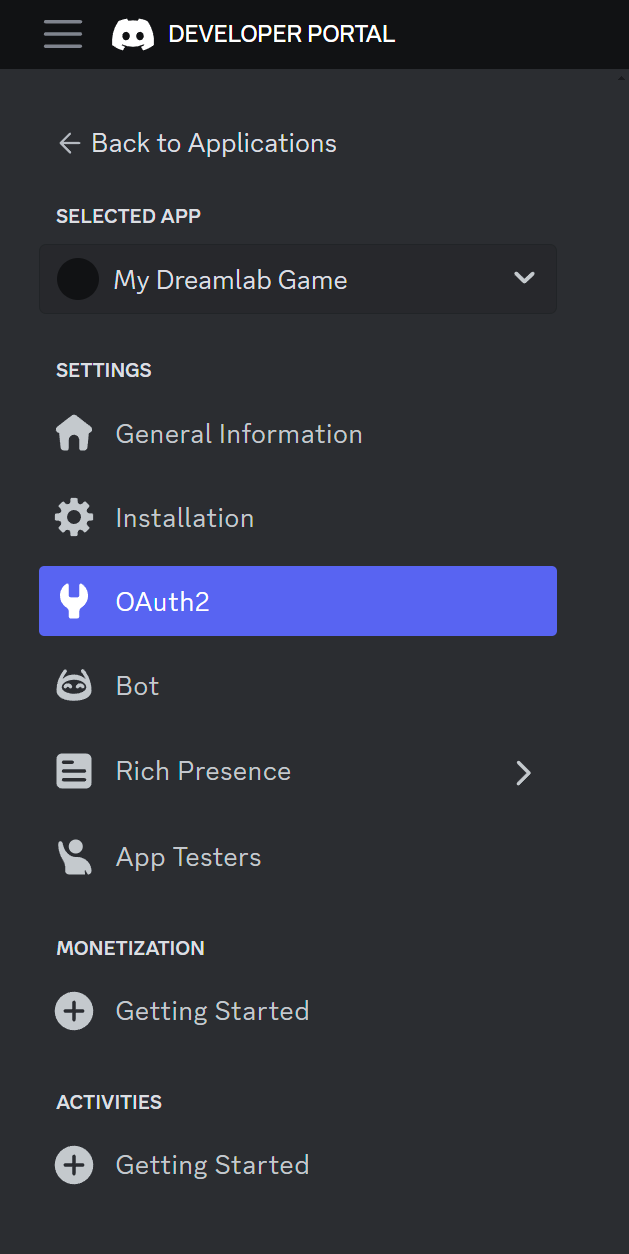 DEVELOPER PORTAL
Back to Applications
SELECTED APP
My Dreamlab Game
SETTINGS
General Information
Installation
OAuth2
Bot
Rich Presence
App Testers
MONETIZATION
Getting Started
ACTIVITIES
Getting Started